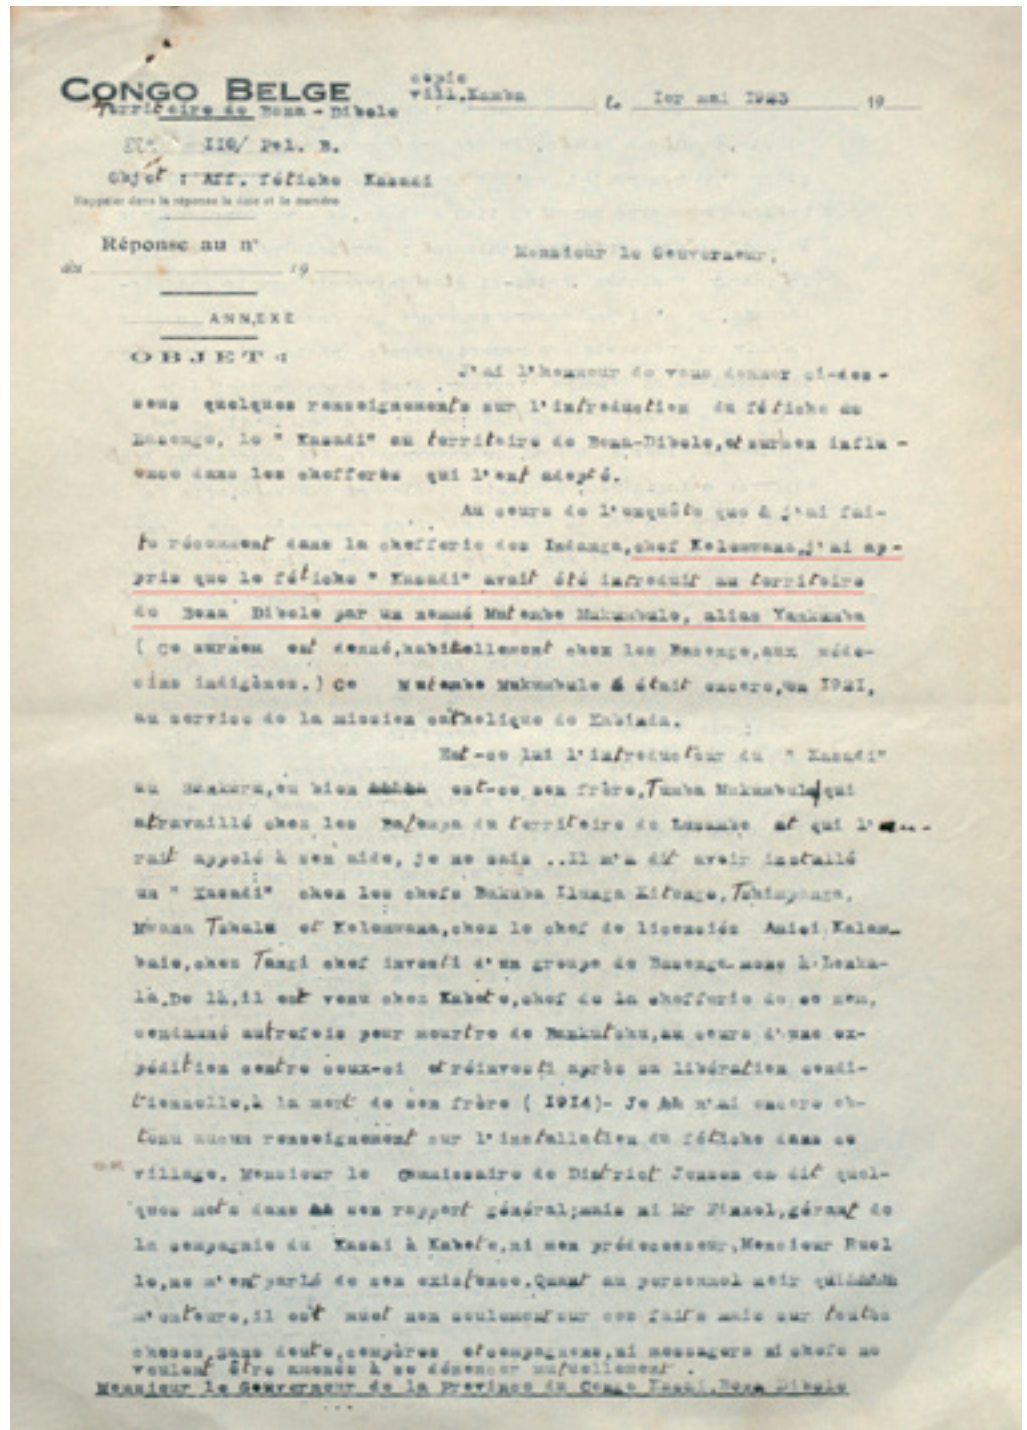 copie
CONGO BELGE vill. Kamba le 1er mai 1923 19
Territoire de Bena-Dibele
116/ Pol. B.
Objet : Aff. fétiche Kasadi
Rappeler dans la réponse la date et le numéro
Réponse au n°
du 19
ANNEXE
OBJET :
Monsieur le Gouverneur,
J'ai l'honneur de vous donner ci-des-
sous quelques renseignements sur l'introduction du fétiche de
Basongo, le " Kasadi" au territoire de Bena-Dibele, et sur son influ -
ence dans les chefferies qui l'ont adopté.
Au cours de l'enquête que à j'ai fai-
te récemment dans la chefferie des Indanga, chef Kolomwana, j'ai ap-
pris que le fétiche " Kasadi" avait été introduit au territoire
de Bena Dibele par un nommé Mutombo Mukumbule, alias Yankumba
( Ce surnom est donné, habituellement chez les Basonge, aux méde-
cins indigènes.) Ce Mutombo Mukumbule était encore, en 1921,
au service de la mission catholique de Kabinda.
Est-ce lui l'introducteur du " Kasadi"
au Sankuru, ou bien est-ce son frère, Tumba Mukumbule qui
a travaillé chez les Batempa du territoire de Lusambo et qui l'au-
rait appelé à son aide, je ne sais .. Il m'a dit avoir installé
un " Kasadi" chez les chefs Bakuba Ilunga Kitenge, Tshimpanga,
Mwana Tukalu et Kolomwana, chez le chef de licenciés Amici Kalam-
baie, chez Tangi chef investi d'un groupe de Basonge meno à Lonka-
la. De là, il est venu chez Kabete, chef de la chefferie de ce nom,
condamné autrefois pour meurtre de Bankutshu, au cours d'une ex-
pédition contre ceux-ci et réinvesti après sa libération condi-
tionnelle, à la mort de son frère ( 1914)- Je n'ai encore ob-
tenu aucun renseignement sur l'installation du fétiche dans ce
village. Monsieur le Commissaire de District Jonson en dit quel-
ques mots dans son rapport général; mais ni Mr gérant de
la compagnie du Kasai à Kabete, ni mon prédécesseur, Monsieur Ruel
le, ne m'ont parlé de son existence. Quant au personnel noir qui
m'entoure, il est muet non seulement sur ces faits mais sur toutes
choses, sans doute, compères et compagnons, ni messagers ni chefs ne
veulent être amenés à se dénoncer mutuellement .
Monsieur le Gouverneur de la Province du Congo Kasai, Bena Dibele